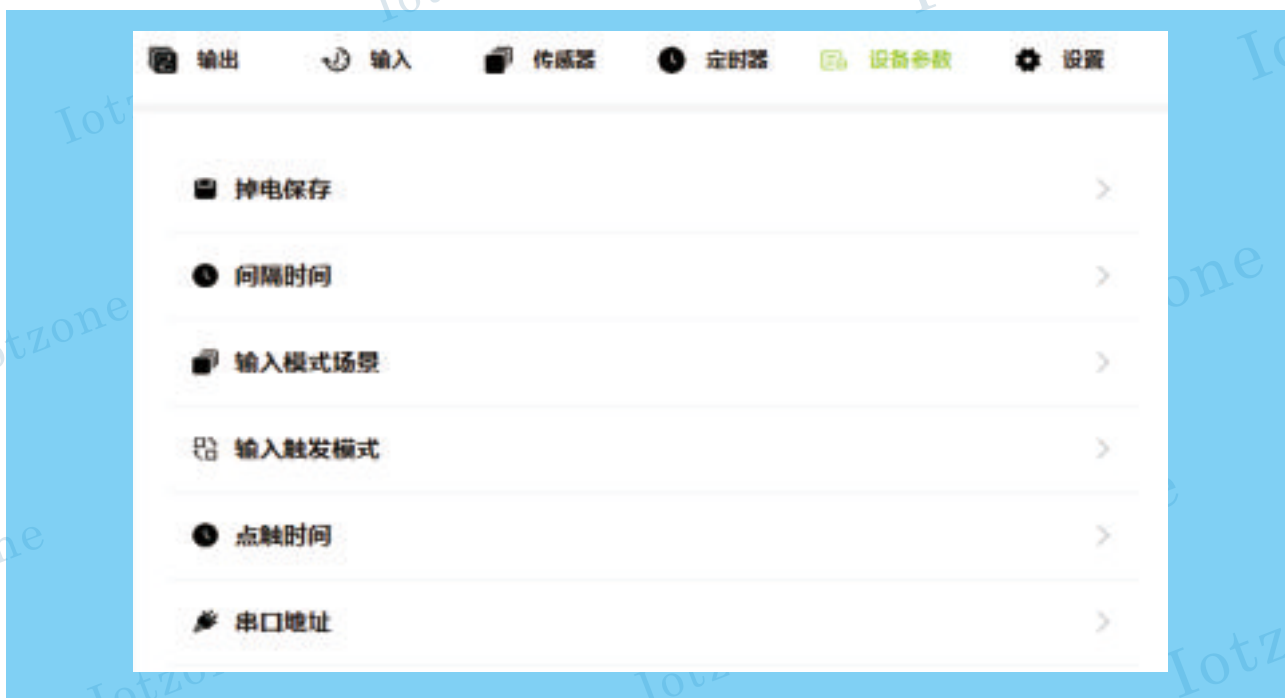 输出 输入 传感器 定时器 设备参数 设置
掉电保存
间隔时间
输入模式场景
输入触发模式
点触时间
串口地址
Iotzone